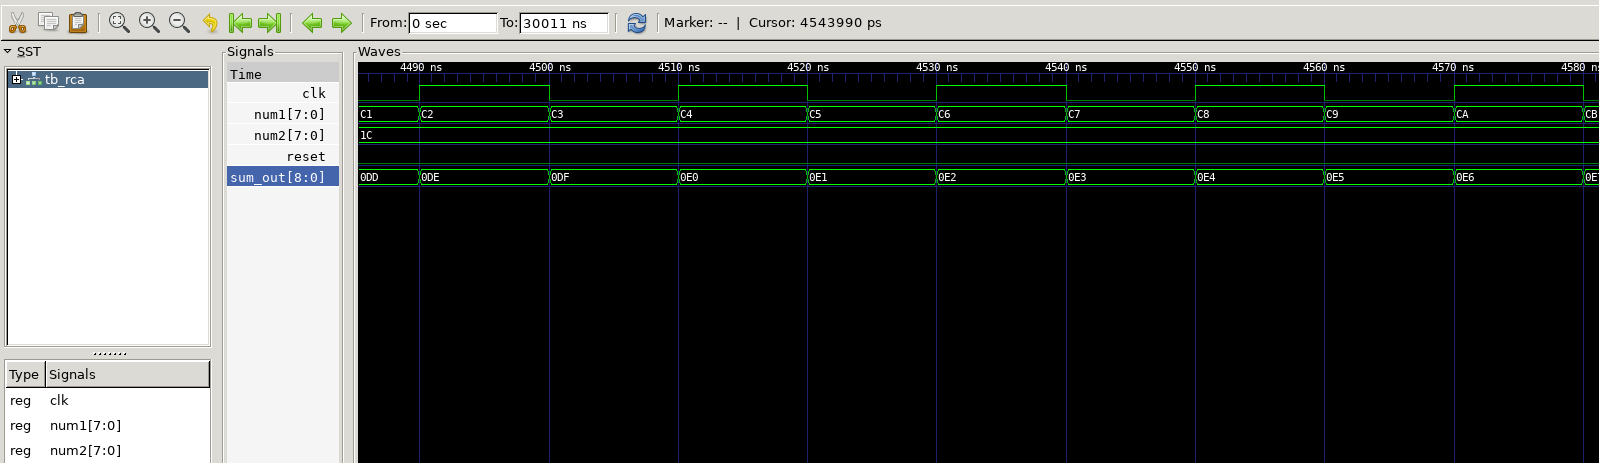 From: 0 sec To: 30011 ns Marker: -- | Cursor: 4543990 ps
SST
tb_rca
Type Signals
reg clk
reg num1[7:0]
reg num2[7:0]
Signals
Time
clk
num1[7:0]
num2[7:0]
reset
sum_out[8:0]
Waves
4490 ns 4500 ns 4510 ns 4520 ns 4530 ns 4540 ns 4550 ns 4560 ns 4570 ns 4580 ns
C1 C2 C3 C4 C5 C6 C7 C8 C9 CA CB
1C
0DD 0DE 0DF 0E0 0E1 0E2 0E3 0E4 0E5 0E6